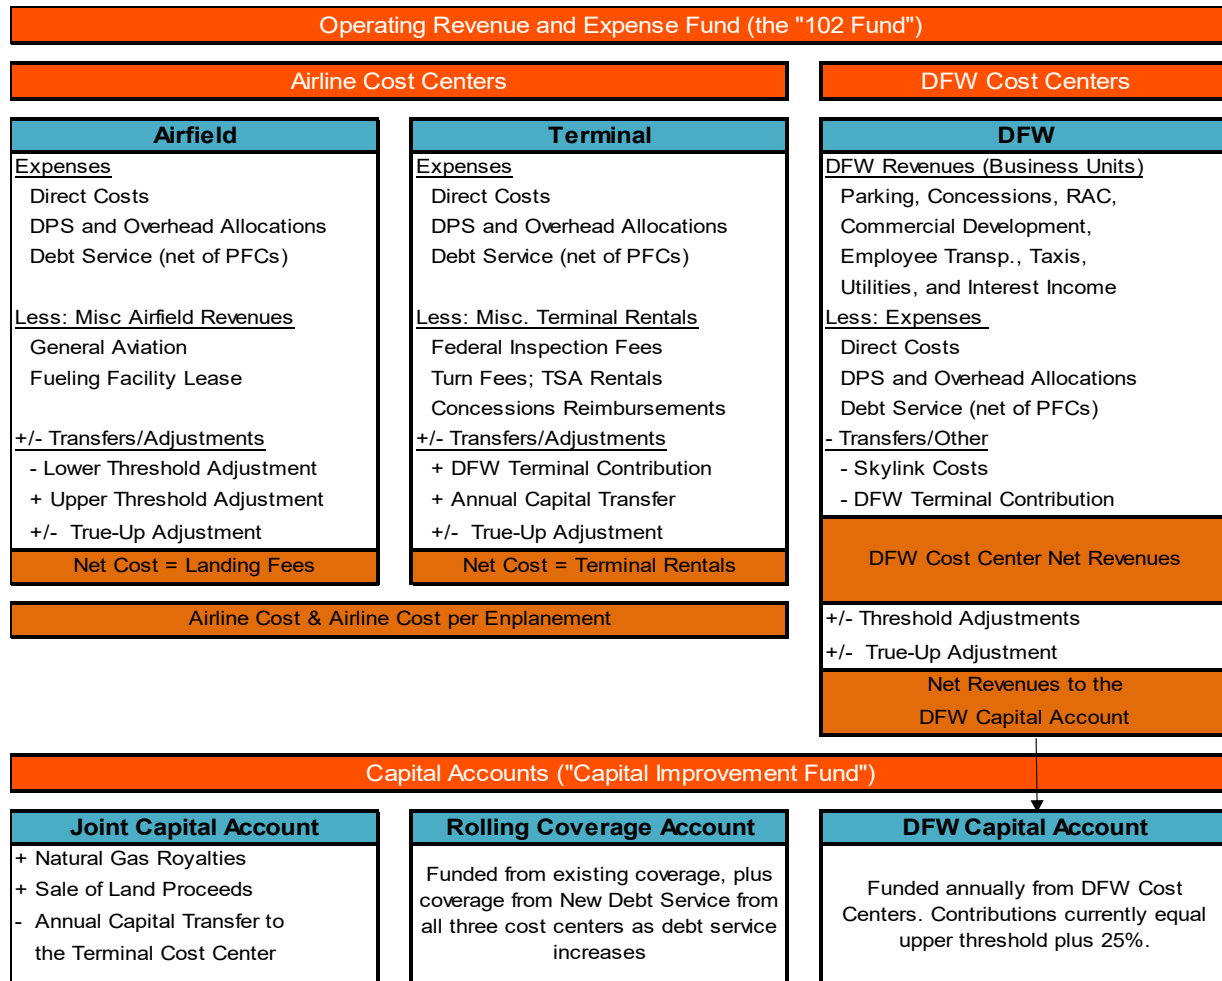 Operating Revenue and Expense Fund (the "102 Fund")
Airline Cost Centers
DFW Cost Centers
Airfield
Expenses
Direct Costs
DPS and Overhead Allocations
Debt Service (net of PFCs)
Less: Misc Airfield Revenues
General Aviation
Fueling Facility Lease
+/- Transfers/Adjustments
- Lower Threshold Adjustment
+ Upper Threshold Adjustment
+/- True-Up Adjustment
Net Cost = Landing Fees
Terminal
Expenses
Direct Costs
DPS and Overhead Allocations
Debt Service (net of PFCs)
Less: Misc. Terminal Rentals
Federal Inspection Fees
Turn Fees; TSA Rentals
Concessions Reimbursements
+/- Transfers/Adjustments
+ DFW Terminal Contribution
+ Annual Capital Transfer
+/- True-Up Adjustment
Net Cost = Terminal Rentals
Airline Cost & Airline Cost per Enplanement
DFW
DFW Revenues (Business Units)
Parking, Concessions, RAC,
Commercial Development,
Employee Transp., Taxis,
Utilities, and Interest Income
Less: Expenses
Direct Costs
DPS and Overhead Allocations
Debt Service (net of PFCs)
- Transfers/Other
- Skylink Costs
- DFW Terminal Contribution
DFW Cost Center Net Revenues
+/- Threshold Adjustments
+/- True-Up Adjustment
Net Revenues to the
DFW Capital Account
Capital Accounts ("Capital Improvement Fund")
Joint Capital Account
+ Natural Gas Royalties
+ Sale of Land Proceeds
- Annual Capital Transfer to
the Terminal Cost Center
Rolling Coverage Account
Funded from existing coverage, plus
coverage from New Debt Service from
all three cost centers as debt service
increases
DFW Capital Account
Funded annually from DFW Cost
Centers. Contributions currently equal
upper threshold plus 25%.